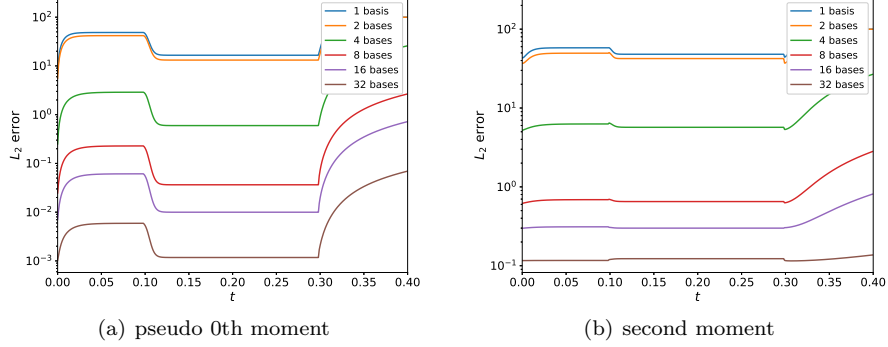 10²
10¹
10⁰
10⁻¹
10⁻²
10⁻³
L₂ error
0.00 0.05 0.10 0.15 0.20 0.25 0.30 0.35 0.40
t
1 basis
2 bases
4 bases
8 bases
16 bases
32 bases
(a) pseudo 0th moment
10²
10¹
10⁰
10⁻¹
L₂ error
0.00 0.05 0.10 0.15 0.20 0.25 0.30 0.35 0.40
t
1 basis
2 bases
4 bases
8 bases
16 bases
32 bases
(b) second moment